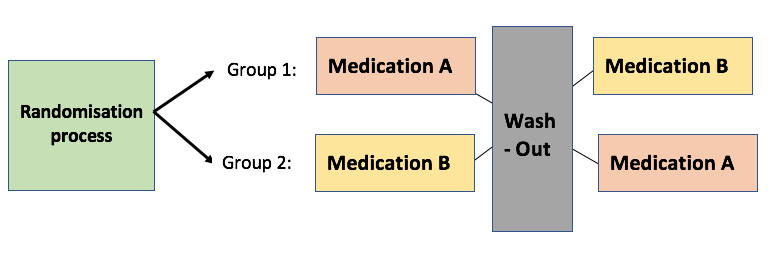 Randomisation
process
Group 1:
Medication A
Medication B
Wash
- Out
Group 2:
Medication B
Medication A